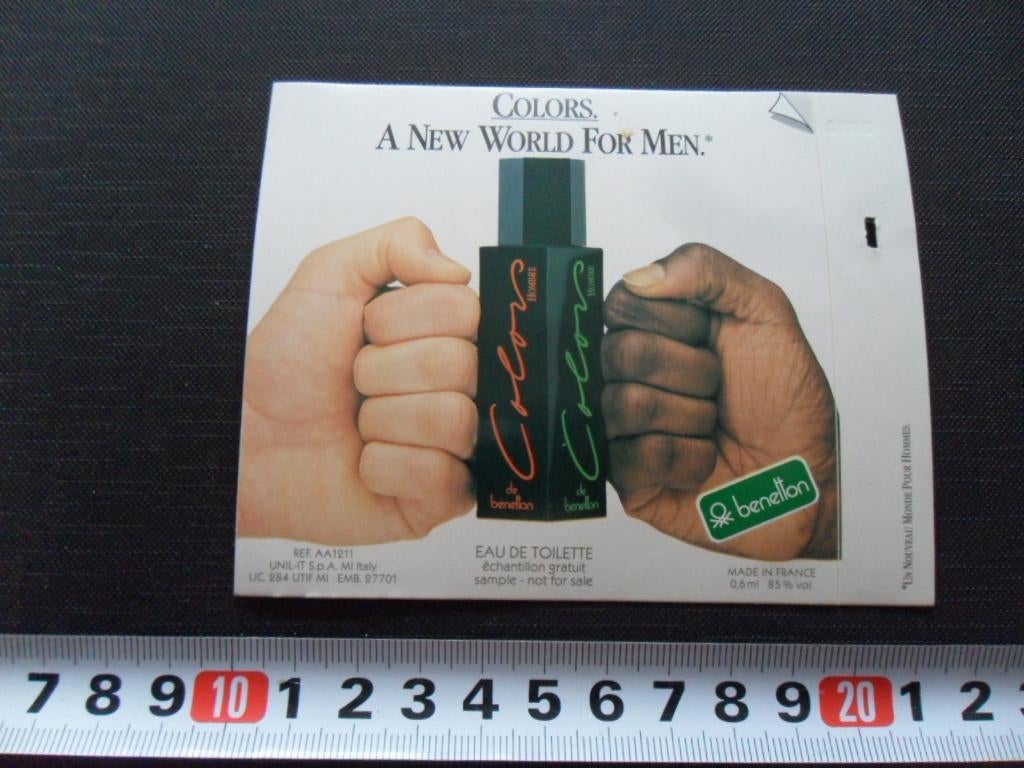 COLORS.
A NEW WORLD FOR MEN.*
Colors
HOMBRE
de
benetton
Colors
HOMME
de
benetton
benetton
REF. AA1211
UNIL-IT S.p.A. MI Italy
LIC. 284 UTIF MI EMB. 27701
EAU DE TOILETTE
échantillon gratuit
sample - not for sale
MADE IN FRANCE
0,6 ml 85 % vol.
*UN NOUVEAU MONDE POUR HOMMES.
7 8 9 10 1 2 3 4 5 6 7 8 9 20 1 2